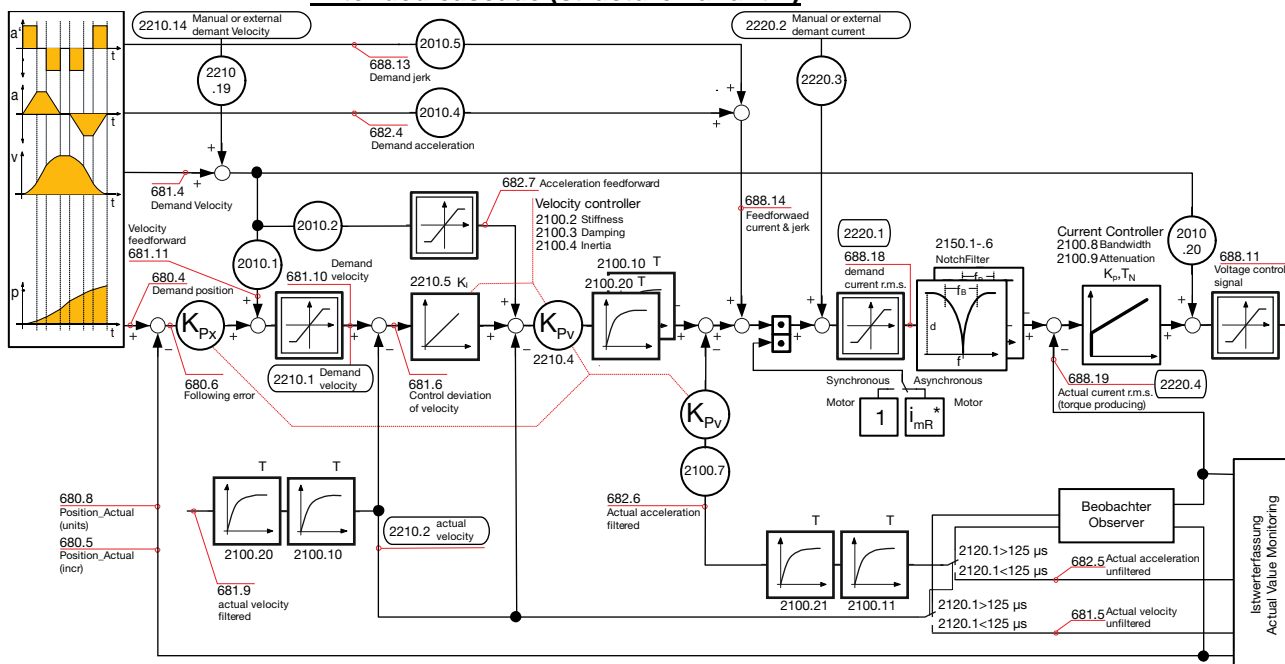 2210.14 Manual or external
demant Velocity
2220.2 Manual or external
demant current
a'
t
2010.5
688.13
Demand jerk
2210
.19
2220.3
a
t
2010.4
682.4
Demand acceleration
v
t
681.4
Demand Velocity
682.7 Acceleration feedforward
Velocity controller
2100.2 Stiffness
2100.3 Damping
2100.4 Inertia
688.14
Feedforwaed
current & jerk
2010.2
2010.1
Velocity
feedforward
681.11
680.4
Demand position
Demand
velocity
681.10
2210.5 KI
2100.10 T
2100.20 T
2220.1
688.18
demand
current r.m.s.
2150.1-.6
NotchFilter
fB
d
f
Current Controller
2100.8 Bandwidth
2100.9 Attenuation
KP, TN
2010
.20
688.11
Voltage control
signal
p
t
KPx
KPv
2210.4
680.6
Following error
2210.1 Demand
velocity
681.6
Control deviation
of velocity
KPv
2100.7
Synchronous
Motor
1
Asynchronous
Motor
imR*
688.19
Actual current r.m.s.
(torque producing)
2220.4
680.8
Position_Actual
(units)
680.5
Position_Actual
(incr)
T
T
2100.20
2100.10
681.9
actual velocity
filtered
2210.2 actual
velocity
682.6
Actual acceleration
filtered
T
T
2100.21
2100.11
Beobachter
Observer
2120.1>125 µs
2120.1<125 µs
682.5 Actual acceleration
unfiltered
2120.1>125 µs
2120.1<125 µs
681.5 Actual velocity
unfiltered
Istwerterfassung
Actual Value Monitoring